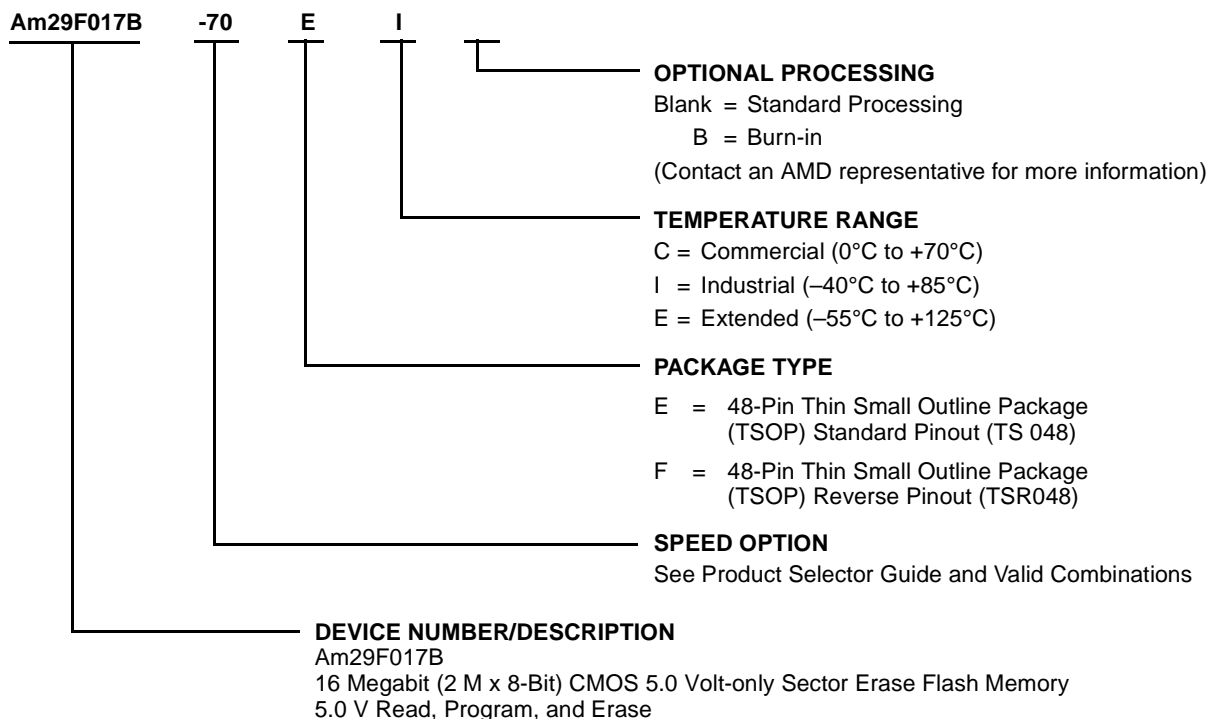 Am29F017B -70 E I
OPTIONAL PROCESSING
Blank = Standard Processing
B = Burn-in
(Contact an AMD representative for more information)
TEMPERATURE RANGE
C = Commercial (0°C to +70°C)
I = Industrial (–40°C to +85°C)
E = Extended (–55°C to +125°C)
PACKAGE TYPE
E = 48-Pin Thin Small Outline Package
(TSOP) Standard Pinout (TS 048)
F = 48-Pin Thin Small Outline Package
(TSOP) Reverse Pinout (TSR048)
SPEED OPTION
See Product Selector Guide and Valid Combinations
DEVICE NUMBER/DESCRIPTION
Am29F017B
16 Megabit (2 M x 8-Bit) CMOS 5.0 Volt-only Sector Erase Flash Memory
5.0 V Read, Program, and Erase